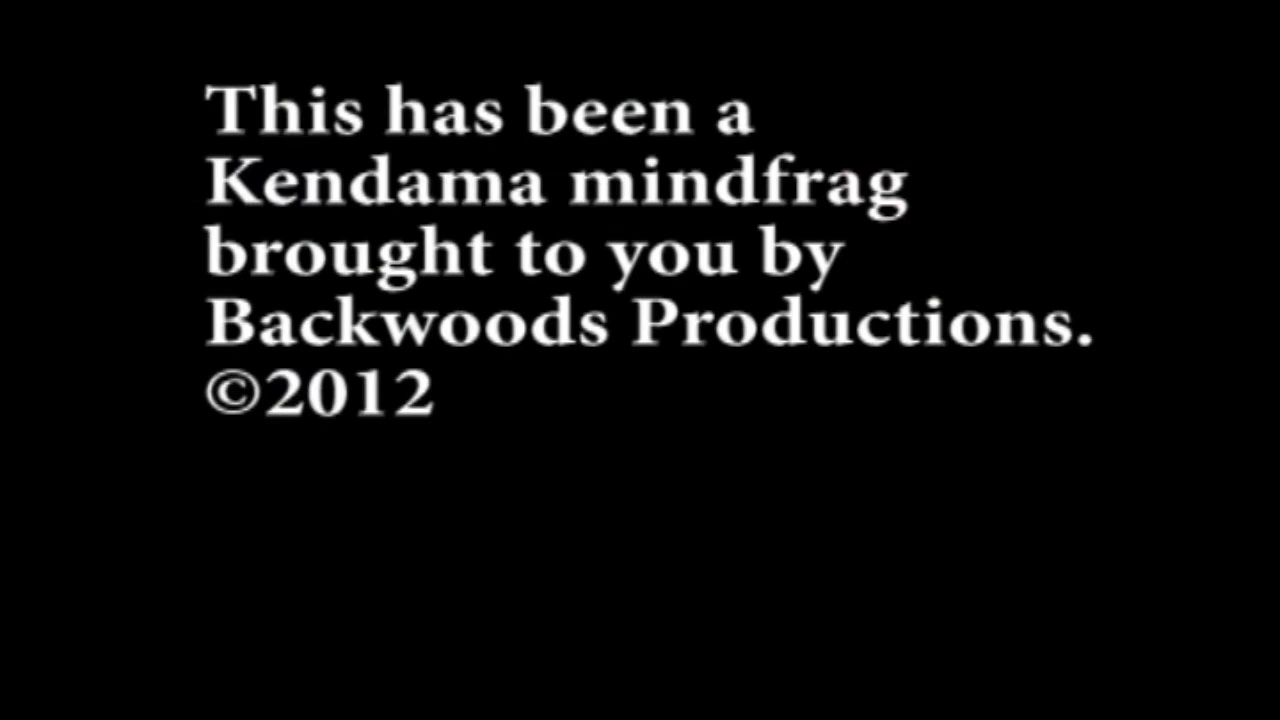 This has been a
Kendama mindfrag
brought to you by
Backwoods Productions.
©2012